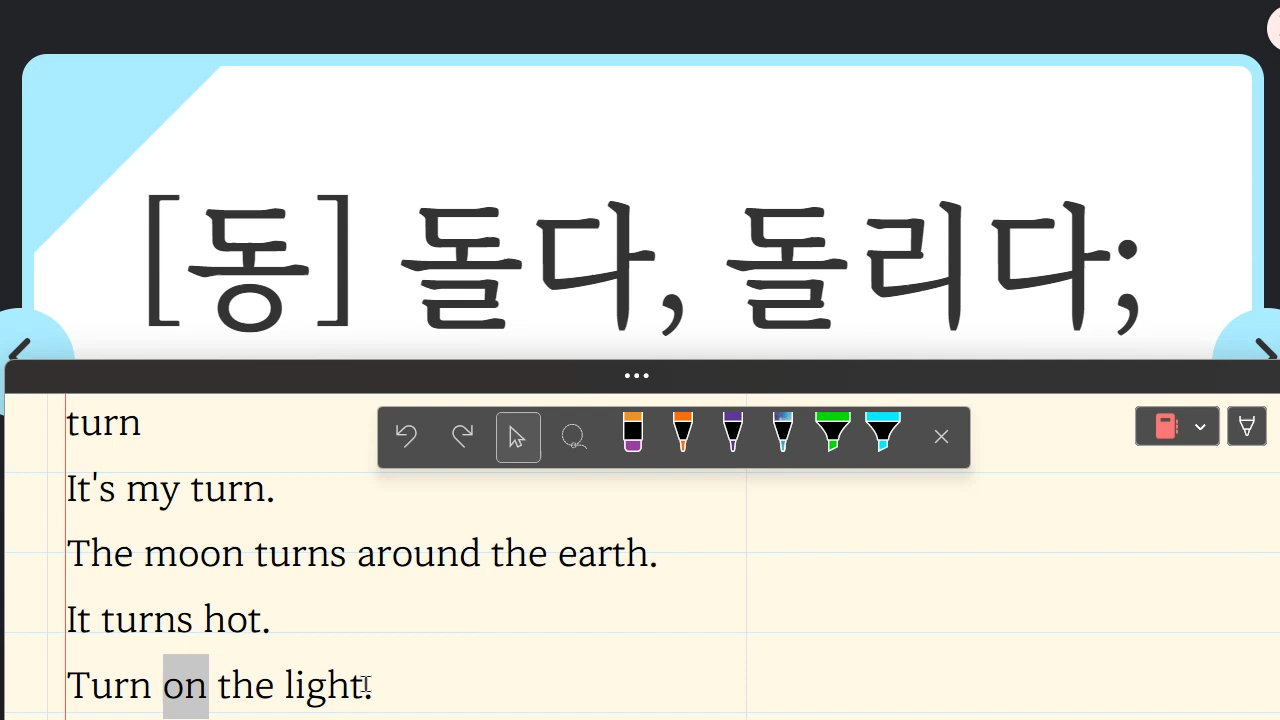 [동] 돌다, 돌리다;
turn
It's my turn.
The moon turns around the earth.
It turns hot.
Turn on the light.